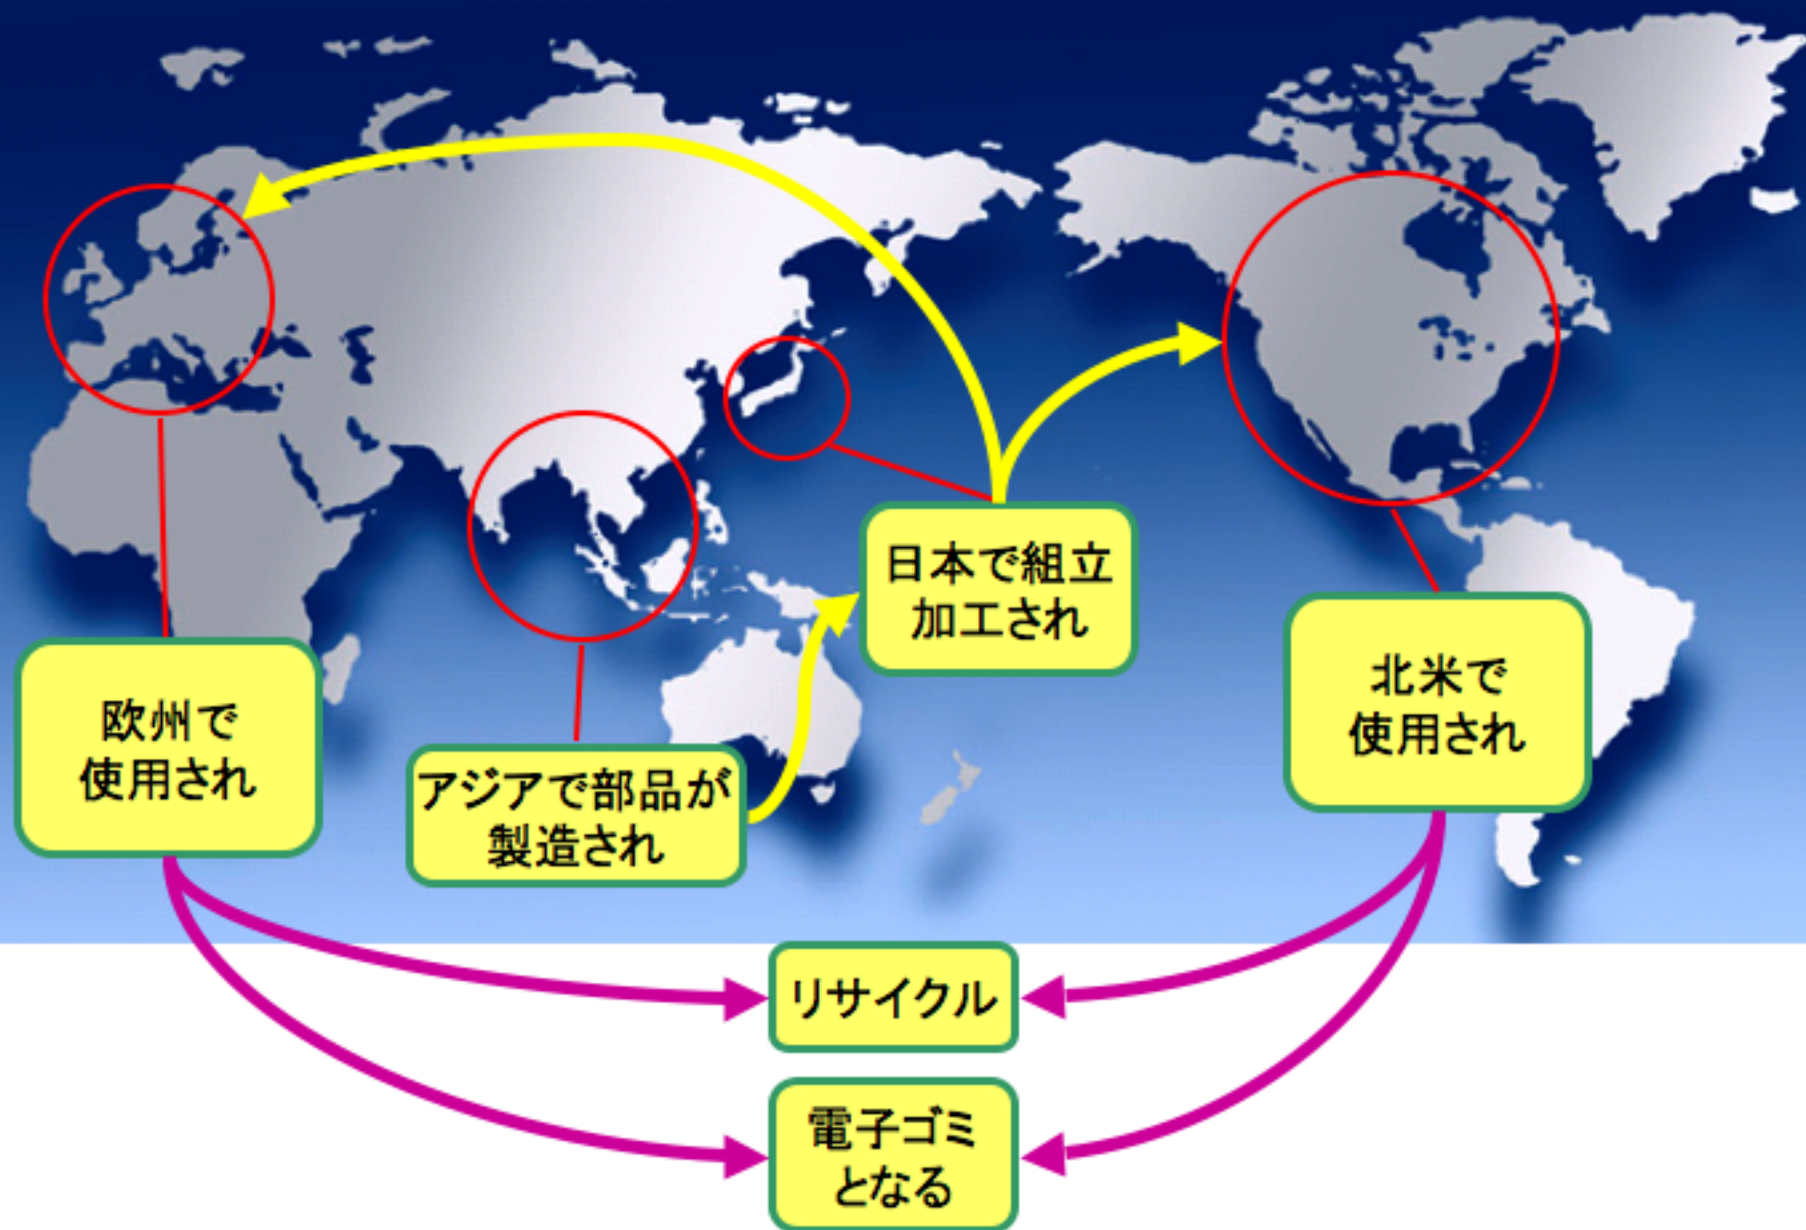 日本で組立
加工され
北米で
使用され
欧州で
使用され
アジアで部品が
製造され
リサイクル
電子ゴミ
となる